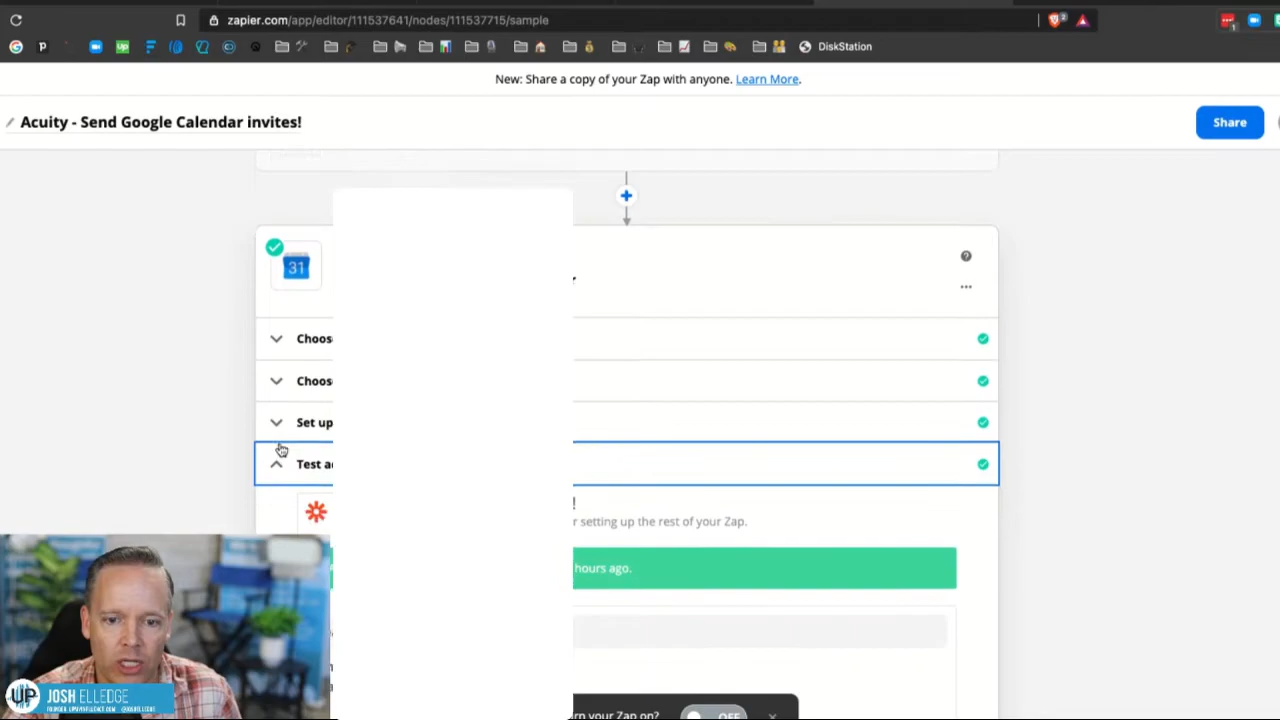 zapier.com/app/editor/111537641/nodes/111537715/sample
DiskStation
New: Share a copy of your Zap with anyone. Learn More.
Acuity - Send Google Calendar invites!
Share
31
r
Choos
Choos
Set up
Test a
!
r setting up the rest of your Zap.
hours ago.
rn your Zap on?
OFF
UP
JOSH ELLEDGE